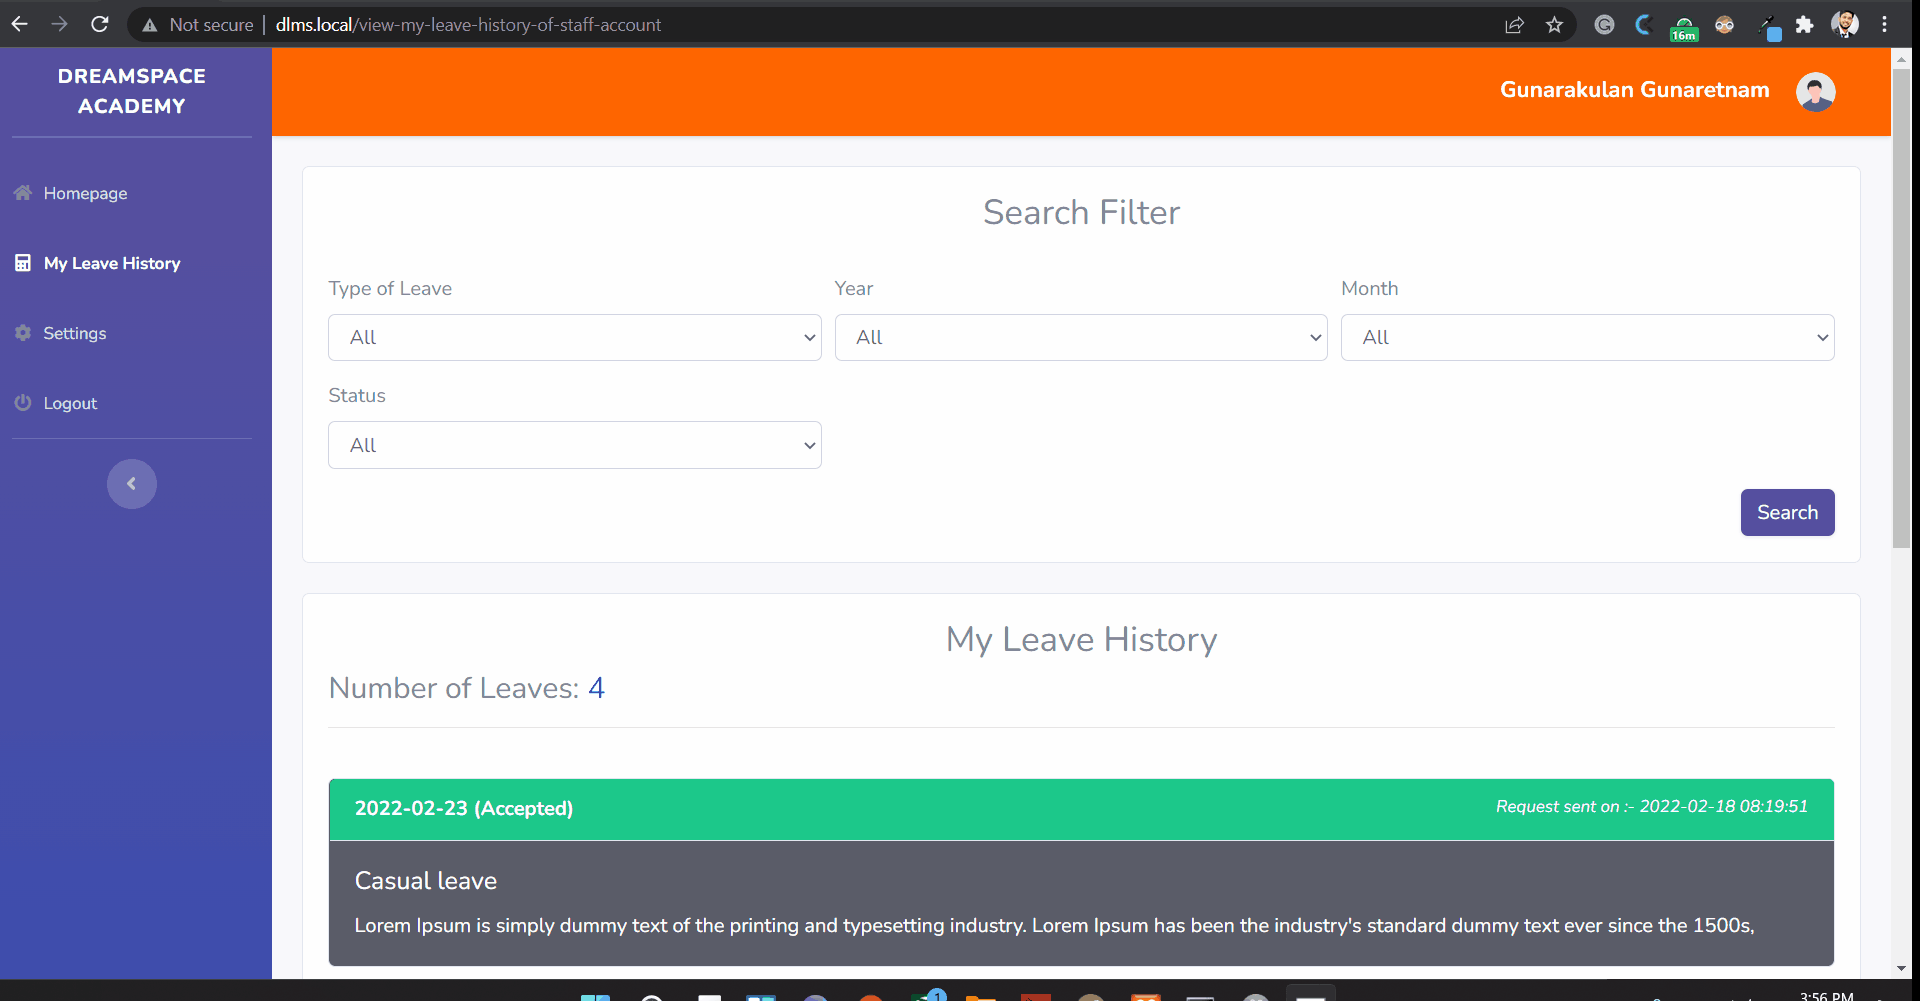 Not secure | dlms.local/view-my-leave-history-of-staff-account
16m
DREAMSPACE
ACADEMY
Gunarakulan Gunaretnam
Homepage
My Leave History
Settings
Logout
Search Filter
Type of Leave
Year
Month
All
All
All
Status
All
Search
My Leave History
Number of Leaves: 4
2022-02-23 (Accepted)
Request sent on :- 2022-02-18 08:19:51
Casual leave
Lorem Ipsum is simply dummy text of the printing and typesetting industry. Lorem Ipsum has been the industry's standard dummy text ever since the 1500s,
1
3:56 PM